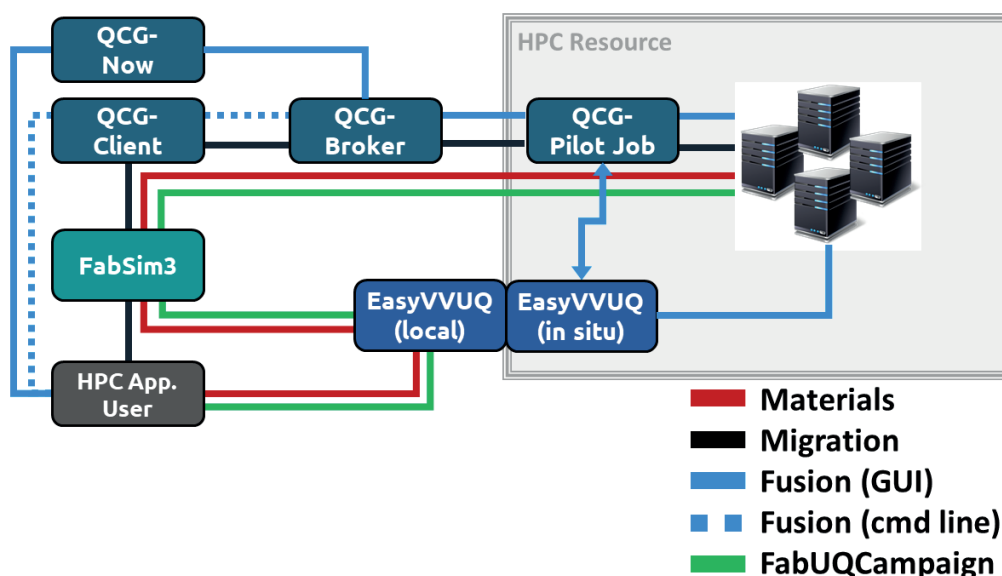 QCG-
Now
HPC Resource
QCG-
Client
QCG-
Broker
QCG-
Pilot Job
FabSim3
EasyVVUQ
(local)
EasyVVUQ
(in situ)
HPC App.
User
Materials
Migration
Fusion (GUI)
Fusion (cmd line)
FabUQCampaign